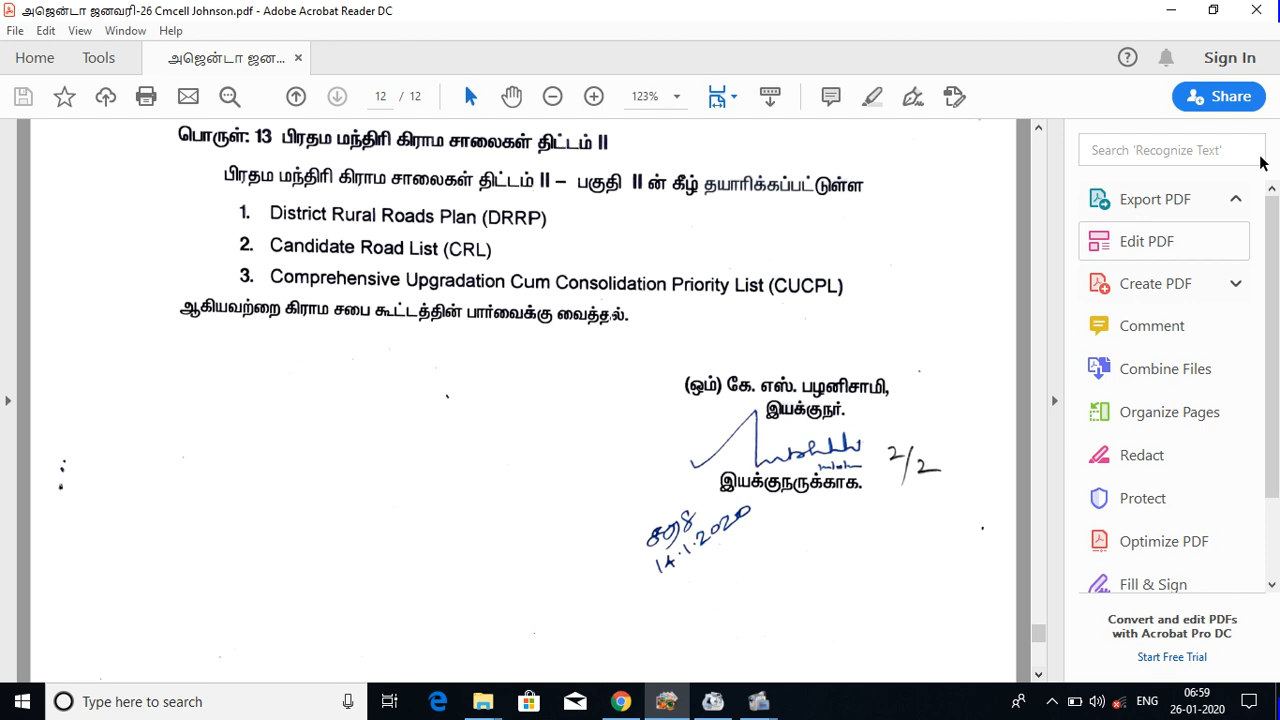 அஜென்டா ஜனவரி-26 Cmcell Johnson.pdf - Adobe Acrobat Reader DC
File Edit View Window Help
Home Tools அஜென்டா ஜன... × Sign In
12 / 12 123% Share
பொருள்: 13 பிரதம மந்திரி கிராம சாலைகள் திட்டம் II
பிரதம மந்திரி கிராம சாலைகள் திட்டம் II – பகுதி II ன் கீழ் தயாரிக்கப்பட்டுள்ள
1. District Rural Roads Plan (DRRP)
2. Candidate Road List (CRL)
3. Comprehensive Upgradation Cum Consolidation Priority List (CUCPL)
ஆகியவற்றை கிராம சபை கூட்டத்தின் பார்வைக்கு வைத்தல்.
(ஒம்) கே. எஸ். பழனிசாமி,
இயக்குநர்.
2/2
இயக்குநருக்காக.
14.1.2020
Search 'Recognize Text'
Export PDF
Edit PDF
Create PDF
Comment
Combine Files
Organize Pages
Redact
Protect
Optimize PDF
Fill & Sign
Convert and edit PDFs
with Acrobat Pro DC
Start Free Trial
Type here to search
ENG
06:59
26-01-2020